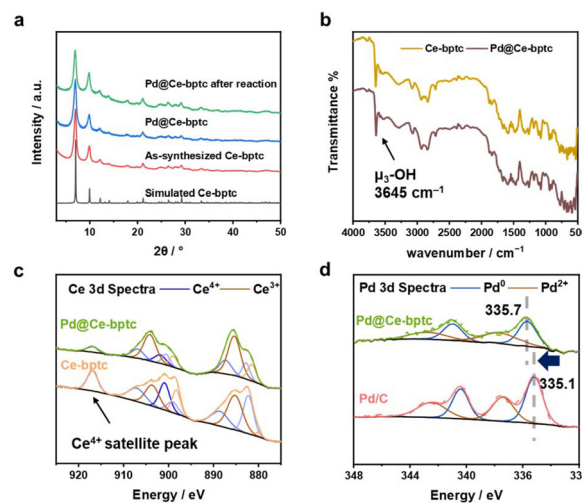 a
Intensity / a.u.
Pd@Ce-bptc after reaction
Pd@Ce-bptc
As-synthesized Ce-bptc
Simulated Ce-bptc
10 20 30 40 50
2θ / °
b
Transmittance %
Ce-bptc Pd@Ce-bptc
μ₃-OH
3645 cm⁻¹
4000 3500 3000 2500 2000 1500 1000 500
wavenumber / cm⁻¹
c
Ce 3d Spectra Ce⁴⁺ Ce³⁺
Pd@Ce-bptc
Ce-bptc
Ce⁴⁺ satellite peak
920 910 900 890 880
Energy / eV
d
Pd 3d Spectra Pd⁰ Pd²⁺
335.7
Pd@Ce-bptc
335.1
Pd/C
348 344 340 336 33
Energy / eV